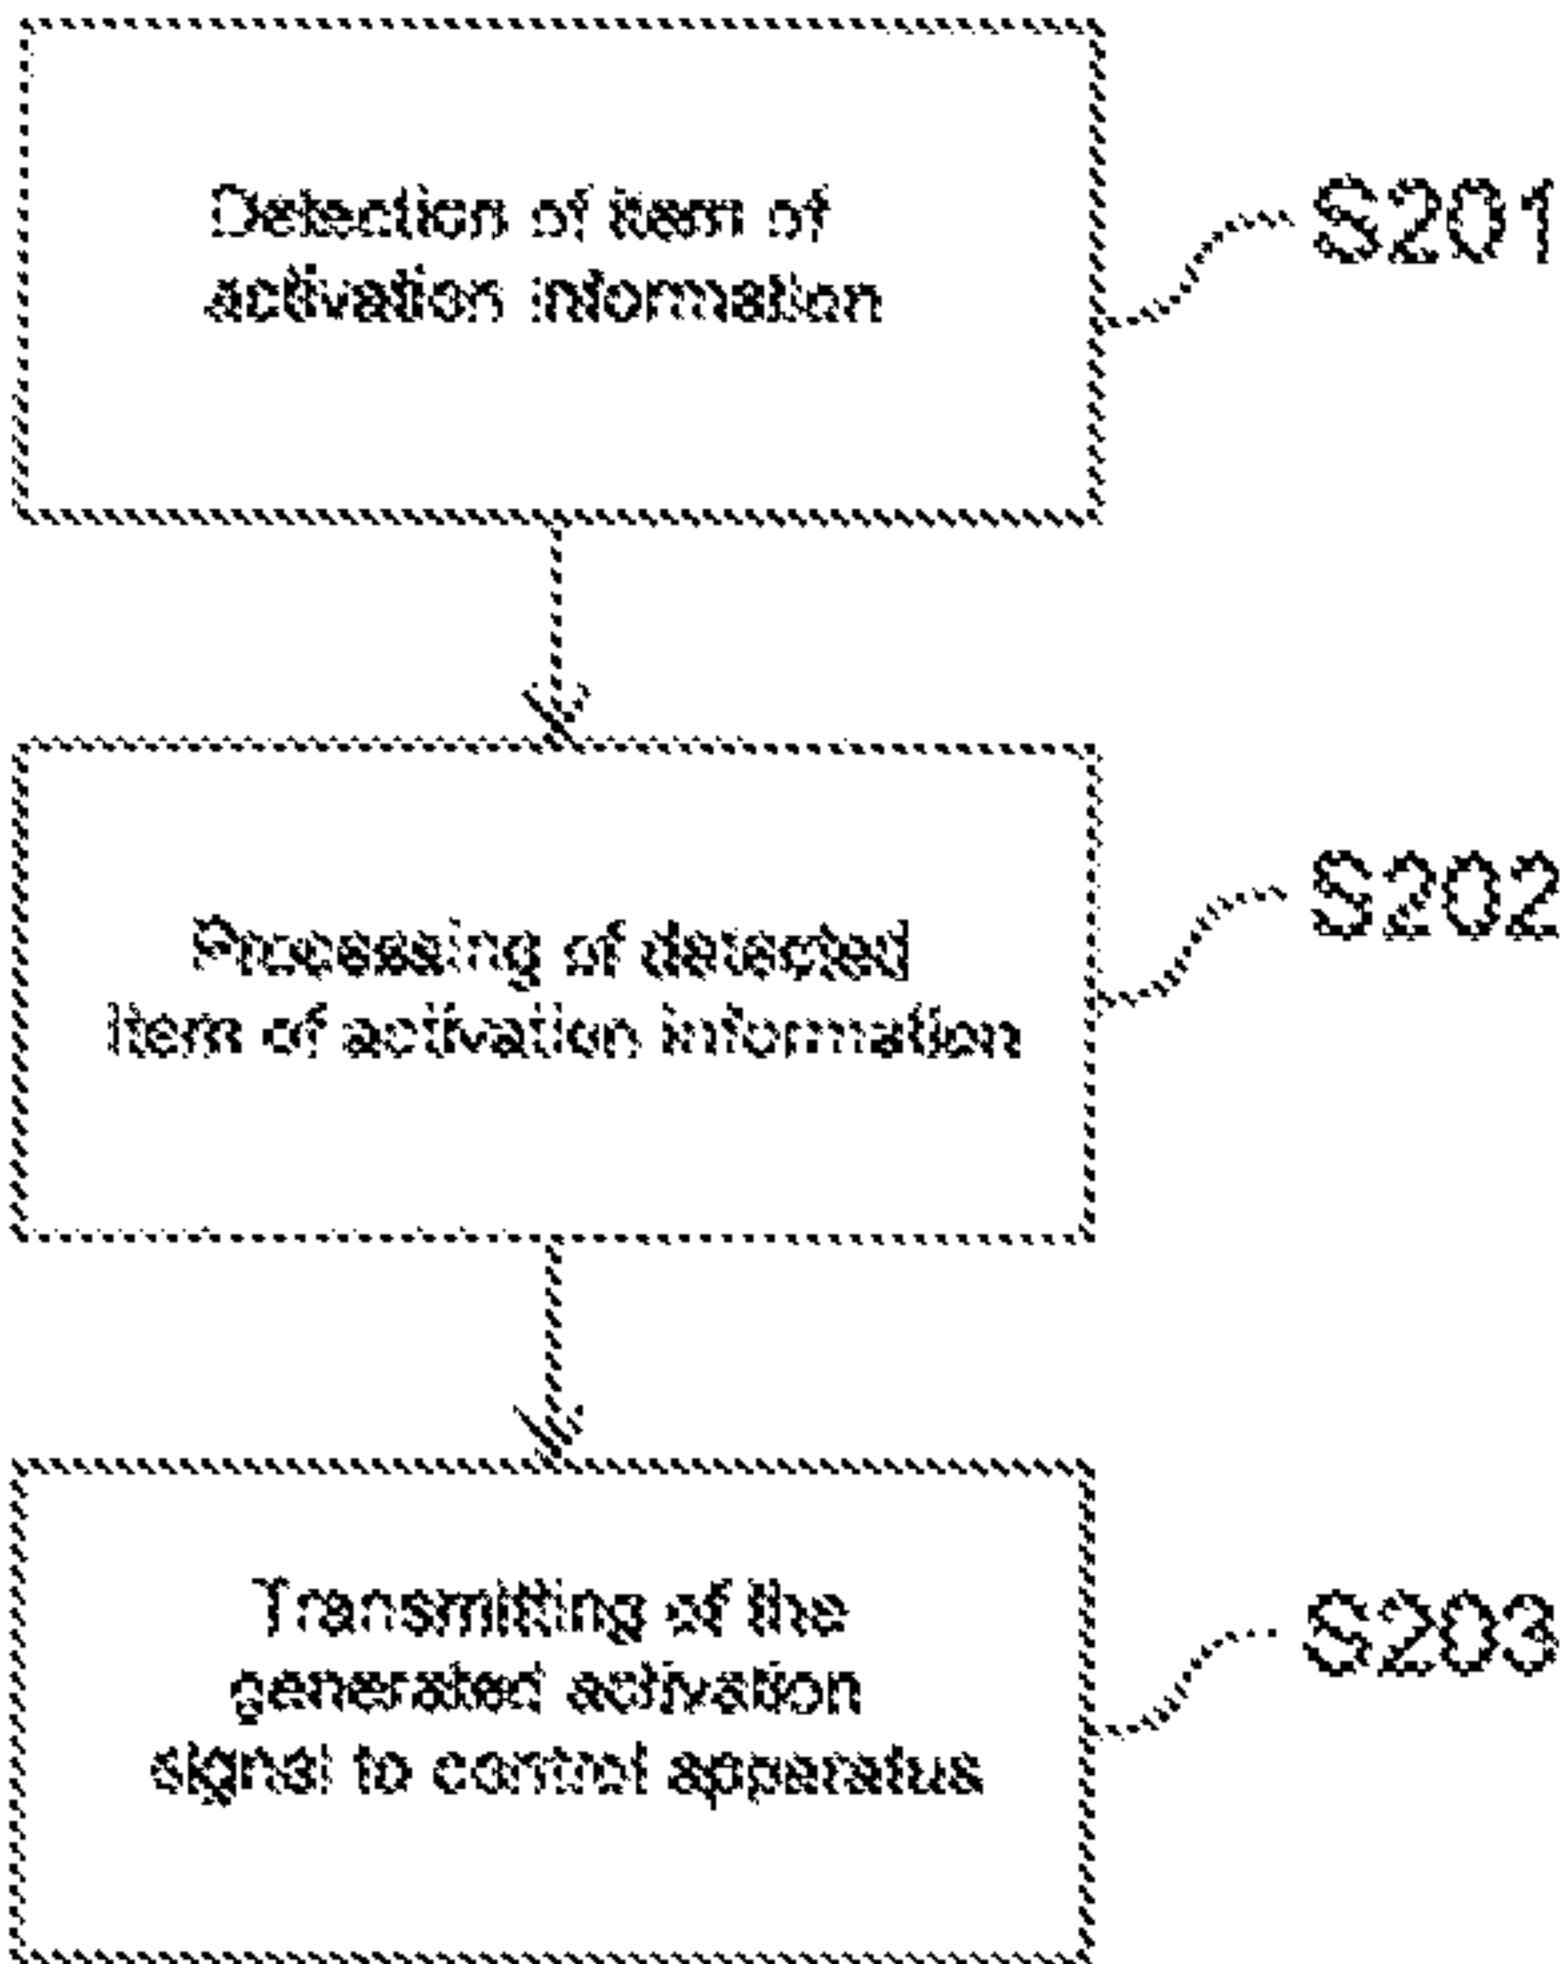 Detection of item of
activation information
S201
Processing of detected
item of activation information
S202
Transmitting of the
generated activation
signal to control apparatus
S203